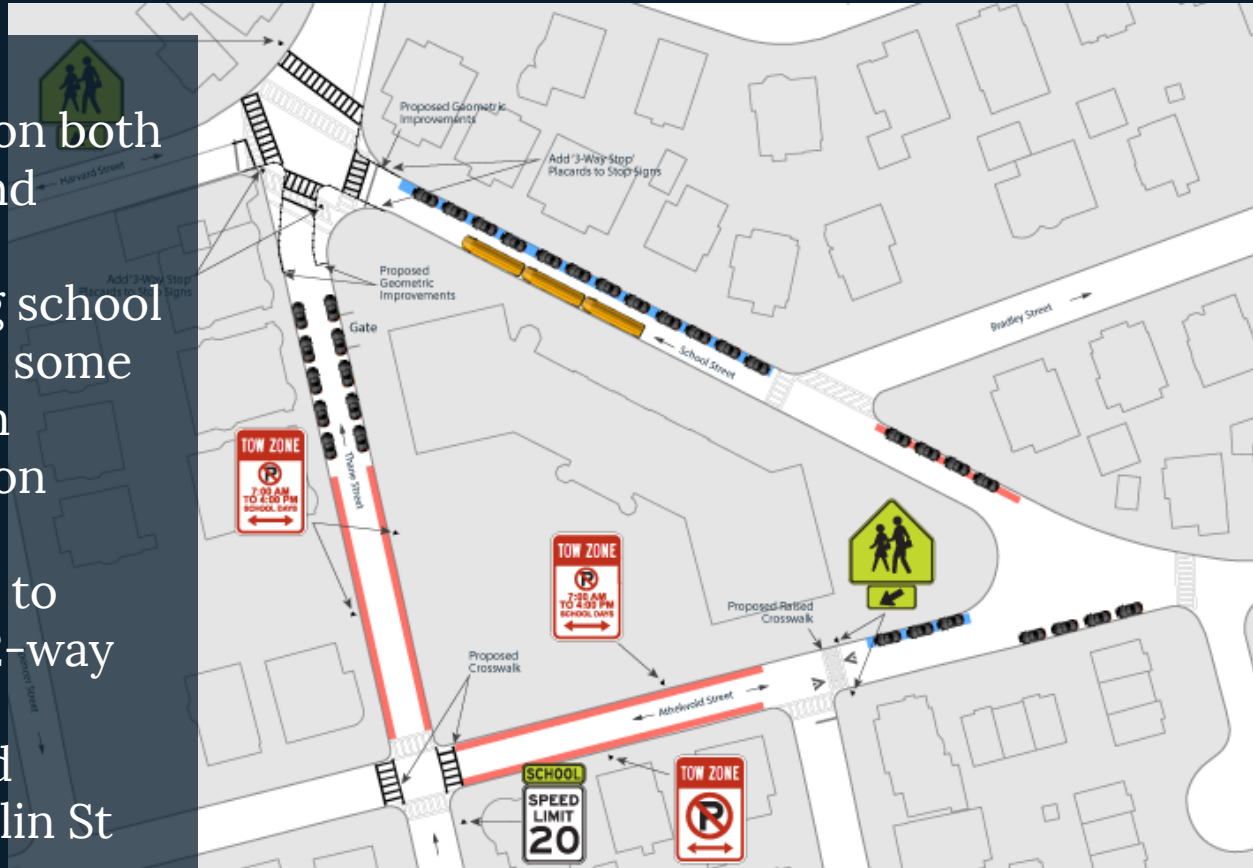 on both
nd
g school
some
n
on
to
2-way
d
lin St
Harvard Street
Add '3-Way Stop'
Placards to Stop Signs
Proposed Geometric
Improvements
Add '3-Way Stop'
Placards to Stop Signs
Proposed
Geometric
Improvements
Gate
School Street
Bradley Street
Thane Street
TOW ZONE
P
7:00 AM
TO 4:00 PM
SCHOOL DAYS
TOW ZONE
P
7:00 AM
TO 4:00 PM
SCHOOL DAYS
Proposed Raised
Crosswalk
Proposed
Crosswalk
Athelwold Street
SCHOOL
SPEED
LIMIT
20
TOW ZONE
P
Street